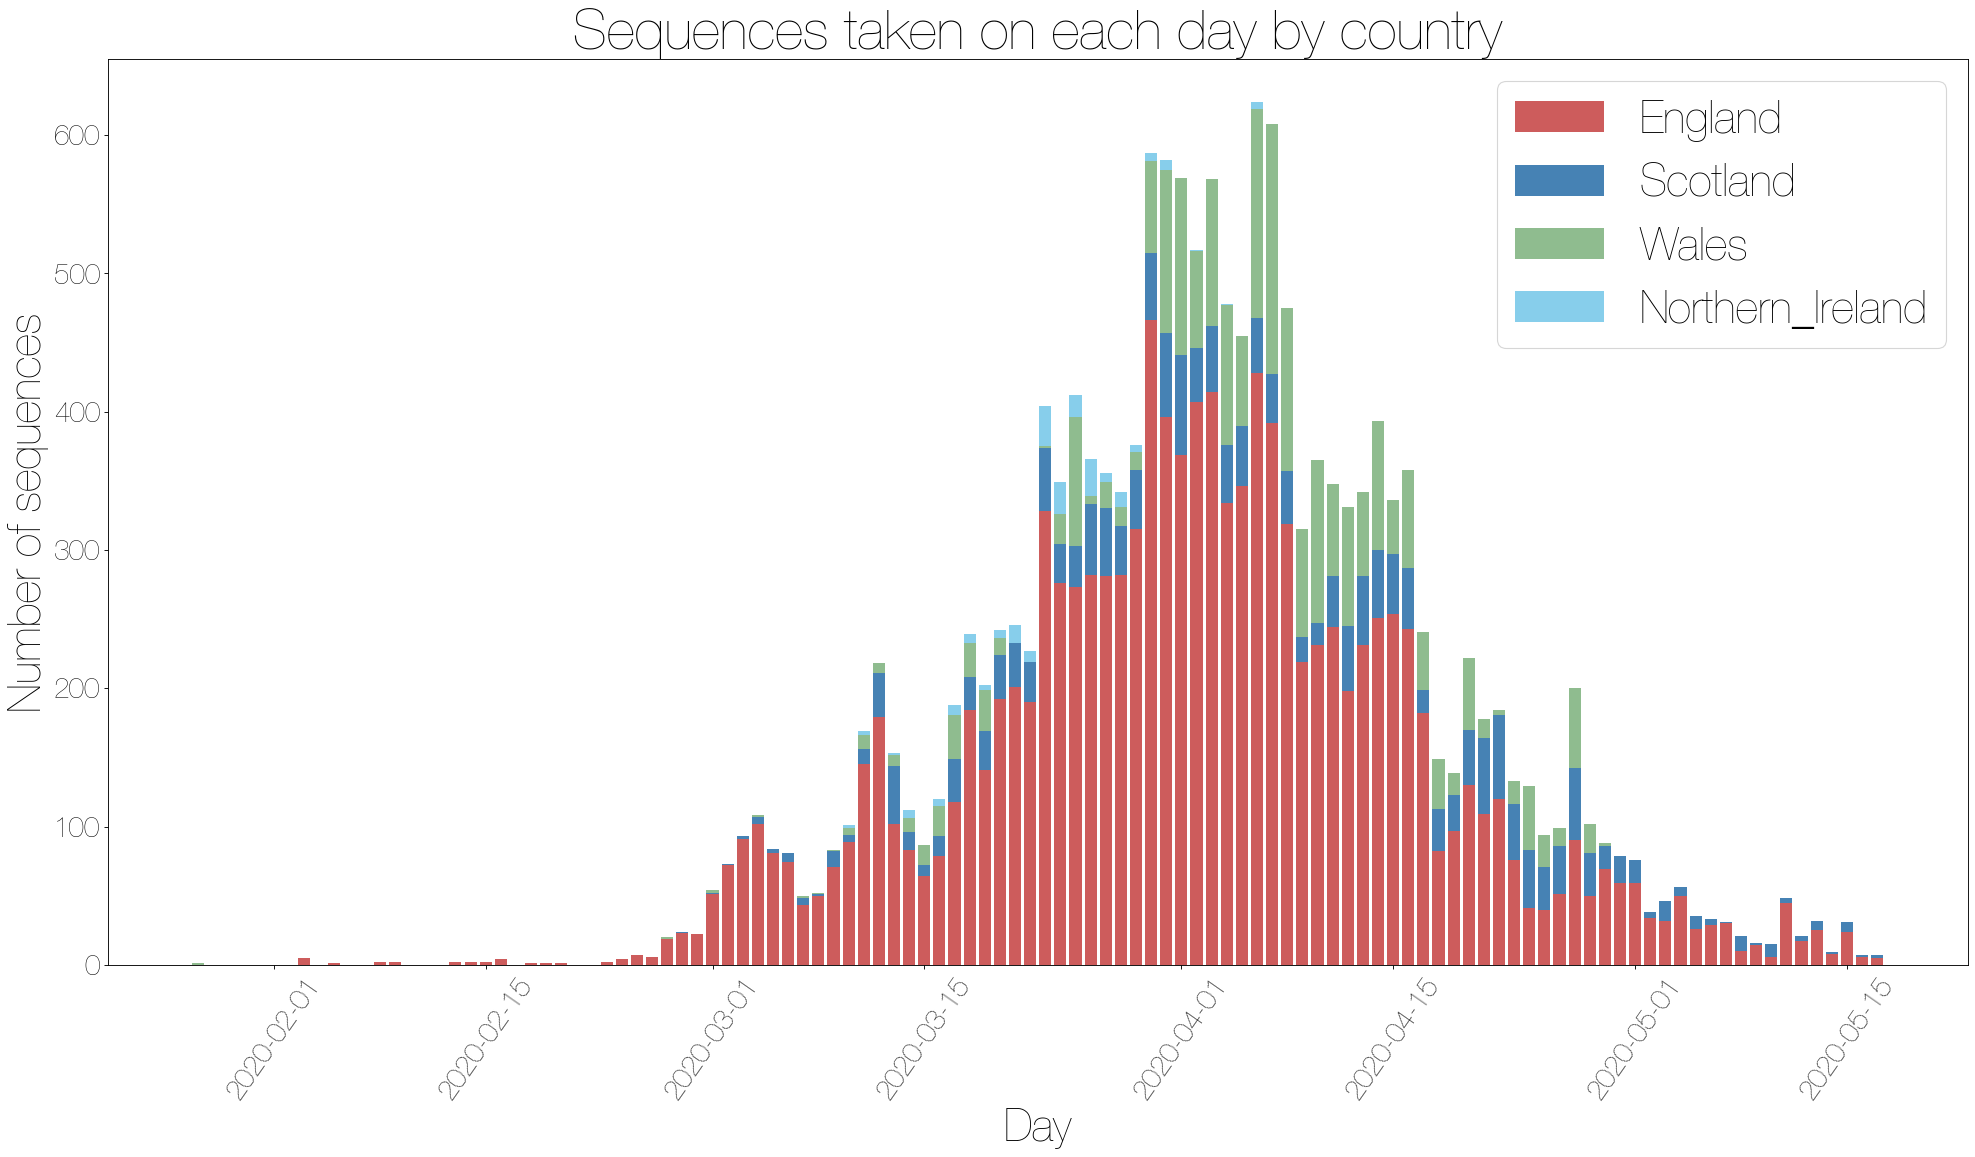 Sequences taken on each day by country
England
Scotland
Wales
Northern_Ireland
Number of sequences
600
500
400
300
200
100
0
2020-02-01
2020-02-15
2020-03-01
2020-03-15
2020-04-01
2020-04-15
2020-05-01
2020-05-15
Day